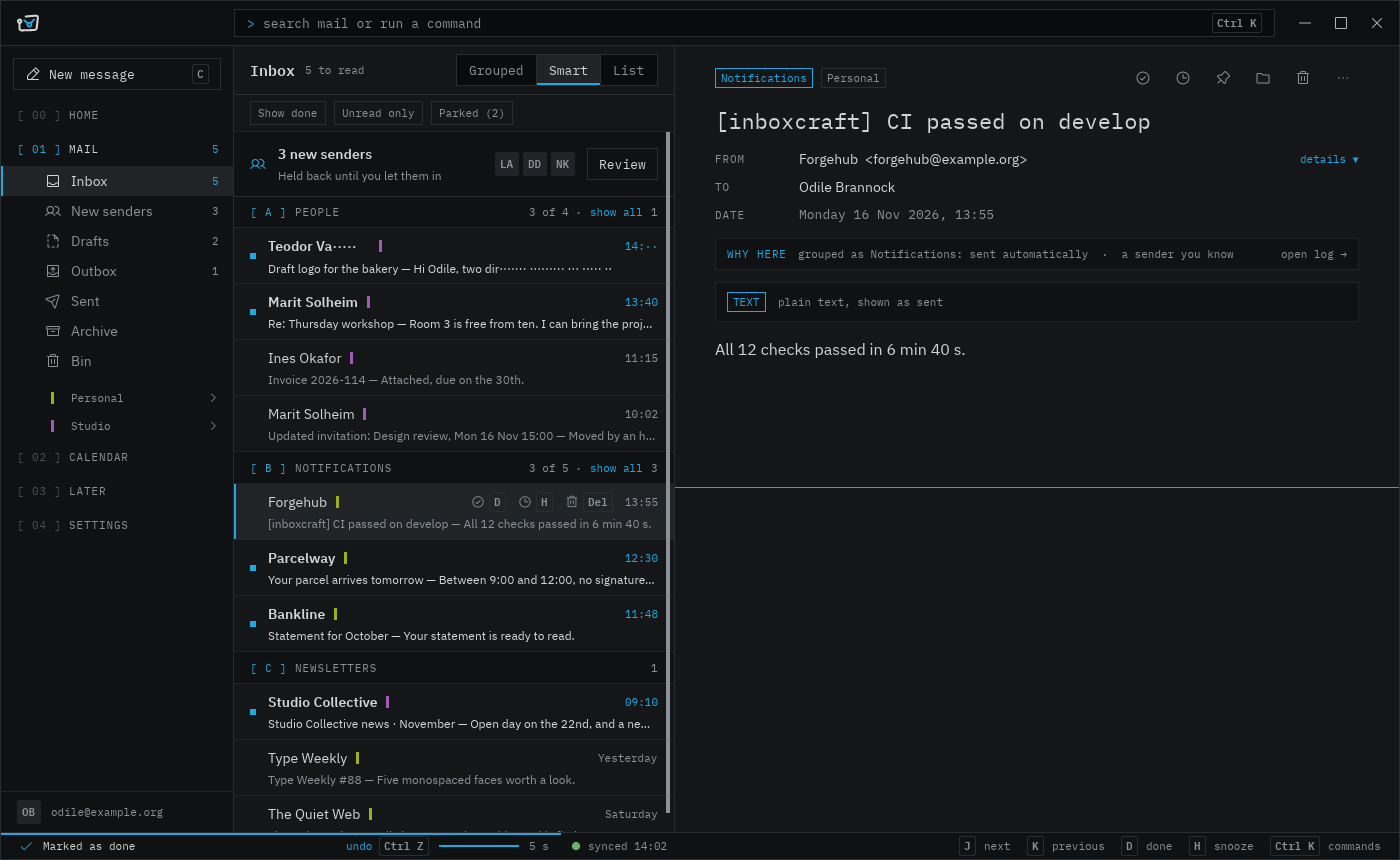 > search mail or run a command Ctrl K
New message C
[ 00 ] HOME
[ 01 ] MAIL 5
Inbox 5
New senders 3
Drafts 2
Outbox 1
Sent
Archive
Bin
Personal
Studio
[ 02 ] CALENDAR
[ 03 ] LATER
[ 04 ] SETTINGS
OB odile@example.org
Inbox 5 to read Grouped Smart List
Show done Unread only Parked (2)
3 new senders
Held back until you let them in
LA DD NK Review
[ A ] PEOPLE 3 of 4 · show all 1
Teodor Va····· 14:··
Draft logo for the bakery — Hi Odile, two dir······· ········· ··· ····· ··
Marit Solheim 13:40
Re: Thursday workshop — Room 3 is free from ten. I can bring the proj...
Ines Okafor 11:15
Invoice 2026-114 — Attached, due on the 30th.
Marit Solheim 10:02
Updated invitation: Design review, Mon 16 Nov 15:00 — Moved by an h...
[ B ] NOTIFICATIONS 3 of 5 · show all 3
Forgehub D H Del 13:55
[inboxcraft] CI passed on develop — All 12 checks passed in 6 min 40 s.
Parcelway 12:30
Your parcel arrives tomorrow — Between 9:00 and 12:00, no signature...
Bankline 11:48
Statement for October — Your statement is ready to read.
[ C ] NEWSLETTERS 1
Studio Collective 09:10
Studio Collective news · November — Open day on the 22nd, and a ne...
Type Weekly Yesterday
Type Weekly #88 — Five monospaced faces worth a look.
The Quiet Web Saturday
Notifications Personal
[inboxcraft] CI passed on develop
FROM Forgehub <forgehub@example.org> details ▾
TO Odile Brannock
DATE Monday 16 Nov 2026, 13:55
WHY HERE grouped as Notifications: sent automatically · a sender you know open log →
TEXT plain text, shown as sent
All 12 checks passed in 6 min 40 s.
Marked as done undo Ctrl Z 5 s synced 14:02
J next K previous D done H snooze Ctrl K commands